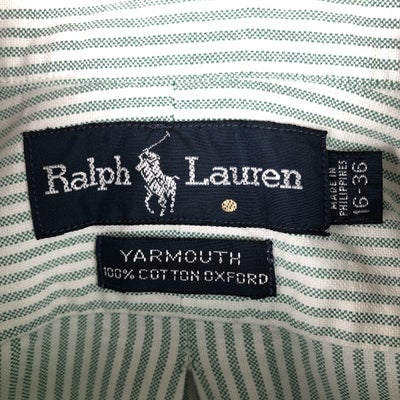 Ralph Lauren
MADE IN
PHILIPPINES
16-36
YARMOUTH
100% COTTON OXFORD